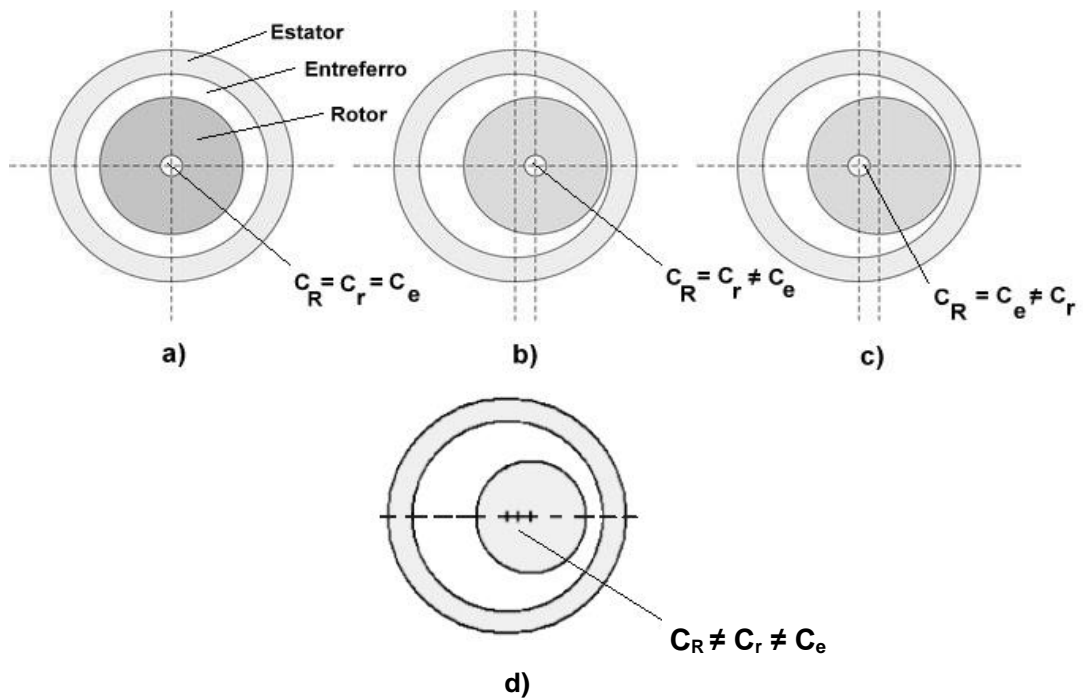 Estator
Entreferro
Rotor
C_R = C_r = C_e
C_R = C_r ≠ C_e
C_R = C_e ≠ C_r
a)
b)
c)
C_R ≠ C_r ≠ C_e
d)